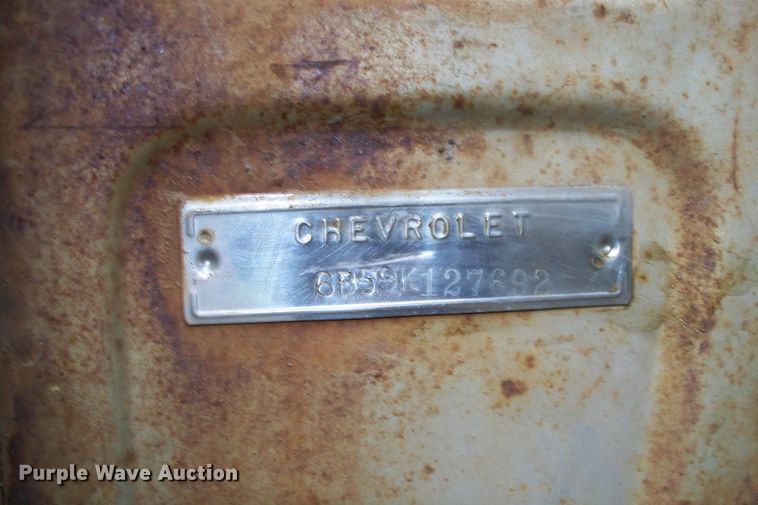 CHEVROLET
6B59K127692
Purple Wave Auction